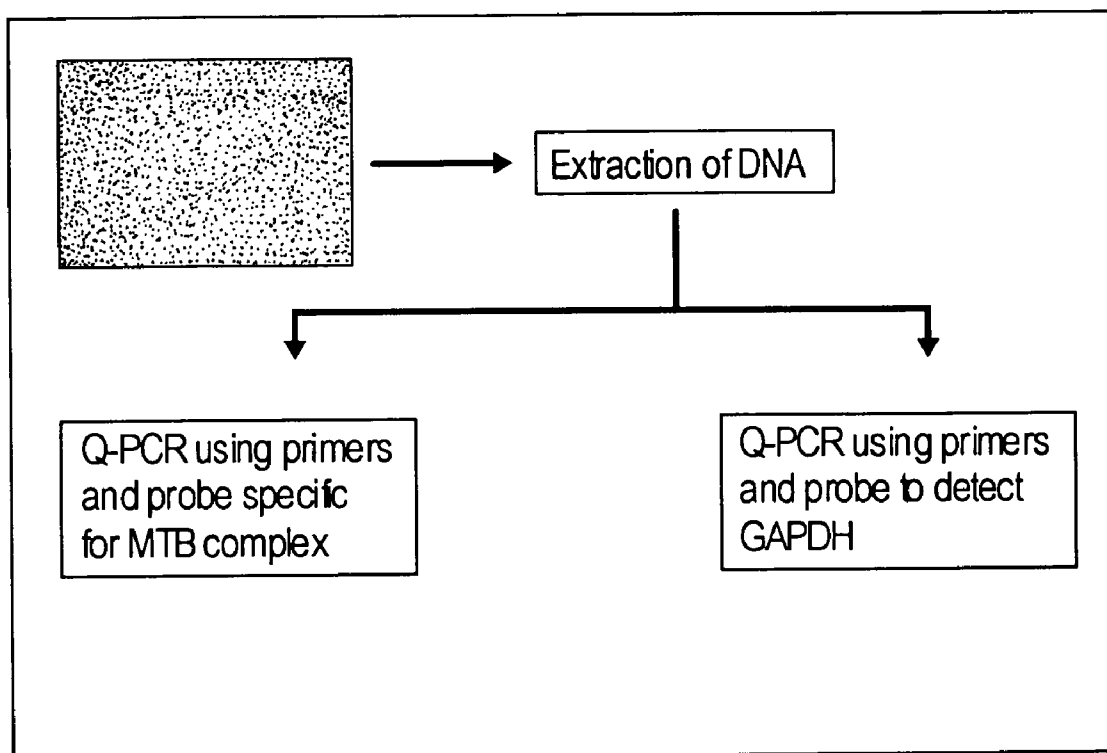 Extraction of DNA
Q-PCR using primers
and probe specific
for MTB complex
Q-PCR using primers
and probe to detect
GAPDH